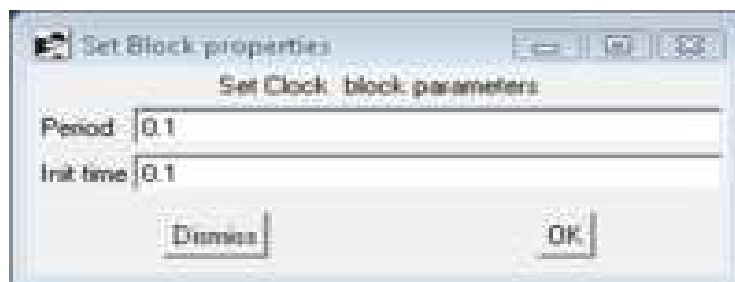 Set Block properties
Set Clock block parameters
Period 0.1
Init time 0.1
Dismiss OK